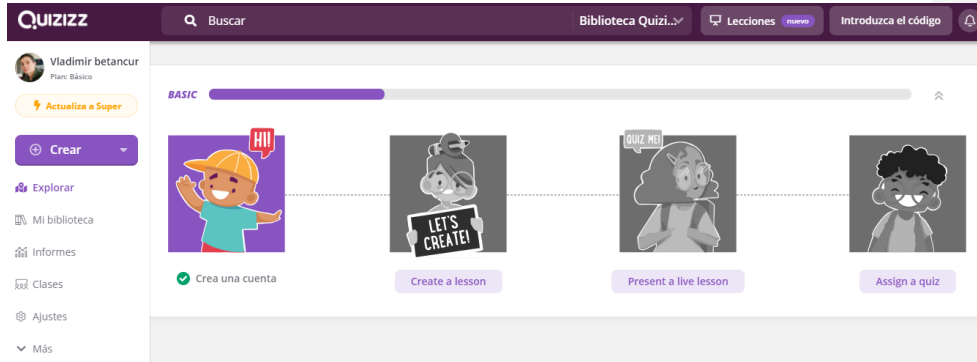 QUIZIZZ
Buscar
Biblioteca Quizi...
Lecciones nuevo
Introduzca el código
Vladimir betancur
Plan: Básico
Actualiza a Super
Crear
Explorar
Mi biblioteca
Informes
Clases
Ajustes
Más
BASIC
HI!
LET'S
CREATE!
QUIZ ME!
Crea una cuenta
Create a lesson
Present a live lesson
Assign a quiz